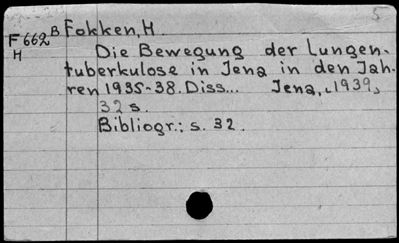 5
F 662 B Fokken, H.
H Die Bewegung der Lungen-
tuberkulose in Jena in den Jah-
ren 1935-38. Diss... Jena, 1939,
32 s.
Bibliogr.: s. 32.